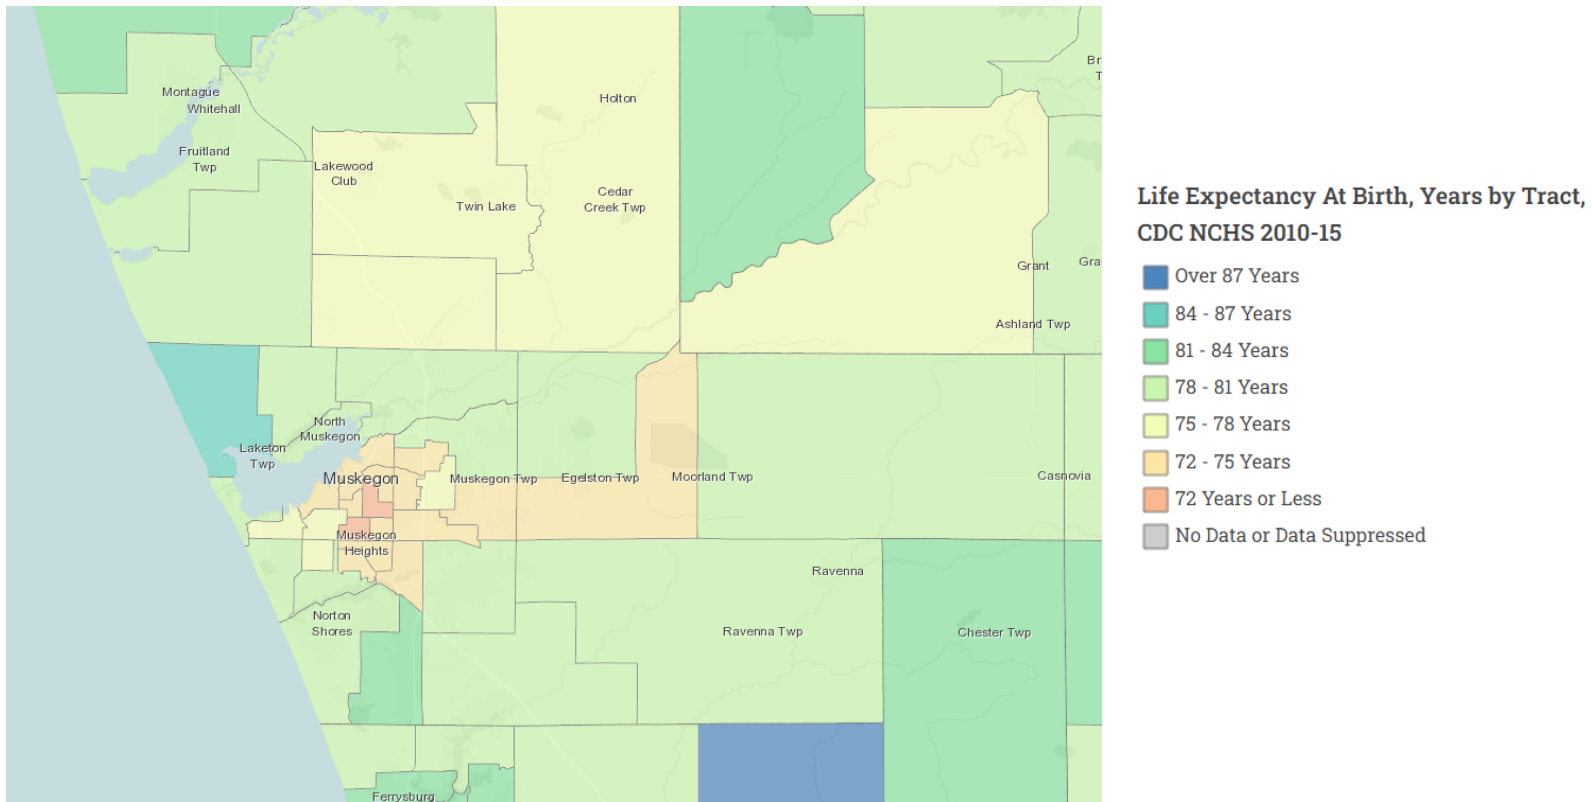 Montague
Whitehall
Fruitland
Twp
Lakewood
Club
Twin Lake
Holton
Cedar
Creek Twp
Br
T
Grant
Gra
Ashland Twp
North
Muskegon
Laketon
Twp
Muskegon
Muskegon Twp
Egelston Twp
Moorland Twp
Casnovia
Muskegon
Heights
Ravenna
Norton
Shores
Ravenna Twp
Chester Twp
Ferrysburg
Life Expectancy At Birth, Years by Tract,
CDC NCHS 2010-15
Over 87 Years
84 - 87 Years
81 - 84 Years
78 - 81 Years
75 - 78 Years
72 - 75 Years
72 Years or Less
No Data or Data Suppressed